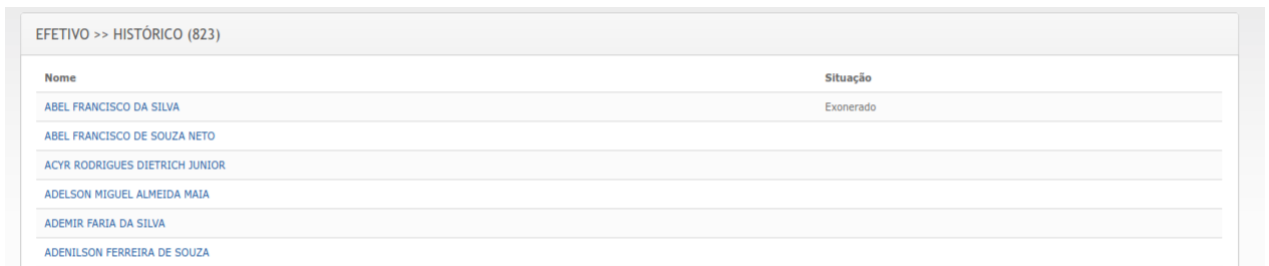 EFETIVO >> HISTÓRICO (823)
Nome Situação
ABEL FRANCISCO DA SILVA Exonerado
ABEL FRANCISCO DE SOUZA NETO
ACYR RODRIGUES DIETRICH JUNIOR
ADELSON MIGUEL ALMEIDA MAIA
ADEMIR FARIA DA SILVA
ADENILSON FERREIRA DE SOUZA